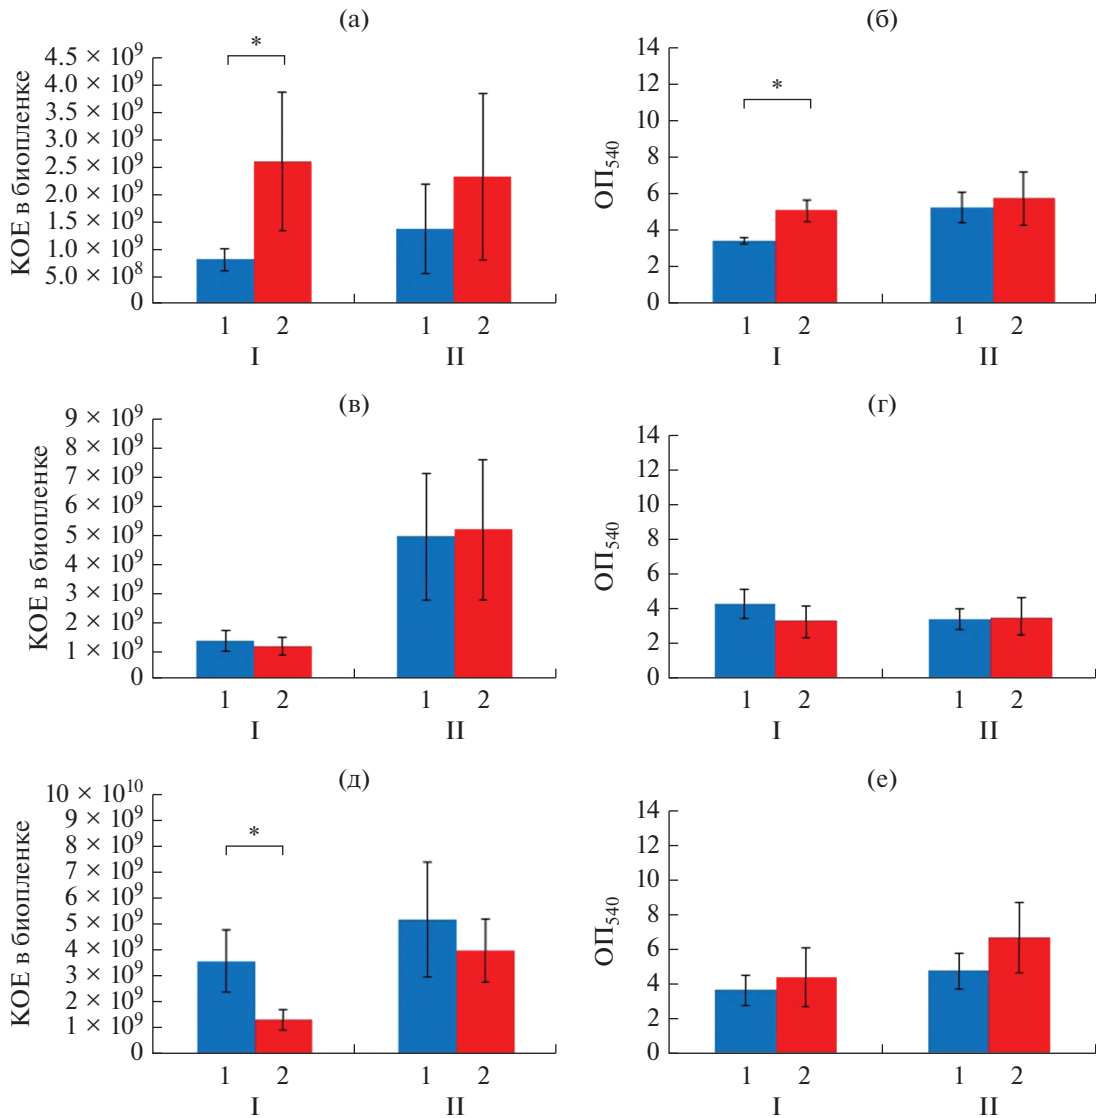 (а)
КОЕ в биопленке
4.5 × 10⁹
4.0 × 10⁹
3.5 × 10⁹
3.0 × 10⁹
2.5 × 10⁹
2.0 × 10⁹
1.5 × 10⁹
1.0 × 10⁹
5.0 × 10⁸
0
*
1 2 1 2
I II
(б)
ОП₅₄₀
14
12
10
8
6
4
2
0
*
1 2 1 2
I II
(в)
КОЕ в биопленке
9 × 10⁹
8 × 10⁹
7 × 10⁹
6 × 10⁹
5 × 10⁹
4 × 10⁹
3 × 10⁹
2 × 10⁹
1 × 10⁹
0
1 2 1 2
I II
(г)
ОП₅₄₀
14
12
10
8
6
4
2
0
1 2 1 2
I II
(д)
КОЕ в биопленке
10 × 10¹⁰
9 × 10⁹
8 × 10⁹
7 × 10⁹
6 × 10⁹
5 × 10⁹
4 × 10⁹
3 × 10⁹
2 × 10⁹
1 × 10⁹
0
*
1 2 1 2
I II
(е)
ОП₅₄₀
14
12
10
8
6
4
2
0
1 2 1 2
I II